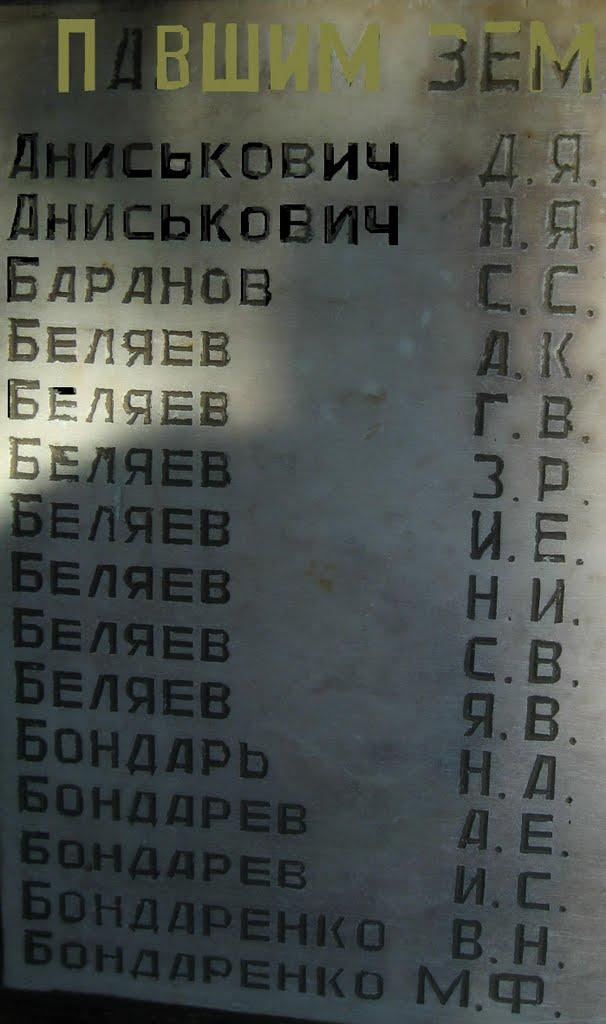 ПАВШИМ ЗЕМ
АНИСЬКОВИЧ Д. Я.
АНИСЬКОВИЧ Н. Я.
БАРАНОВ С. С.
БЕЛЯЕВ А. К.
БЕЛЯЕВ Г. В.
БЕЛЯЕВ З. Р.
БЕЛЯЕВ И. Е.
БЕЛЯЕВ Н. И.
БЕЛЯЕВ С. В.
БЕЛЯЕВ Я. В.
БОНДАРЬ Н. А.
БОНДАРЕВ А. Е.
БОНДАРЕВ И. С.
БОНДАРЕНКО В. Н.
БОНДАРЕНКО М. Ф.